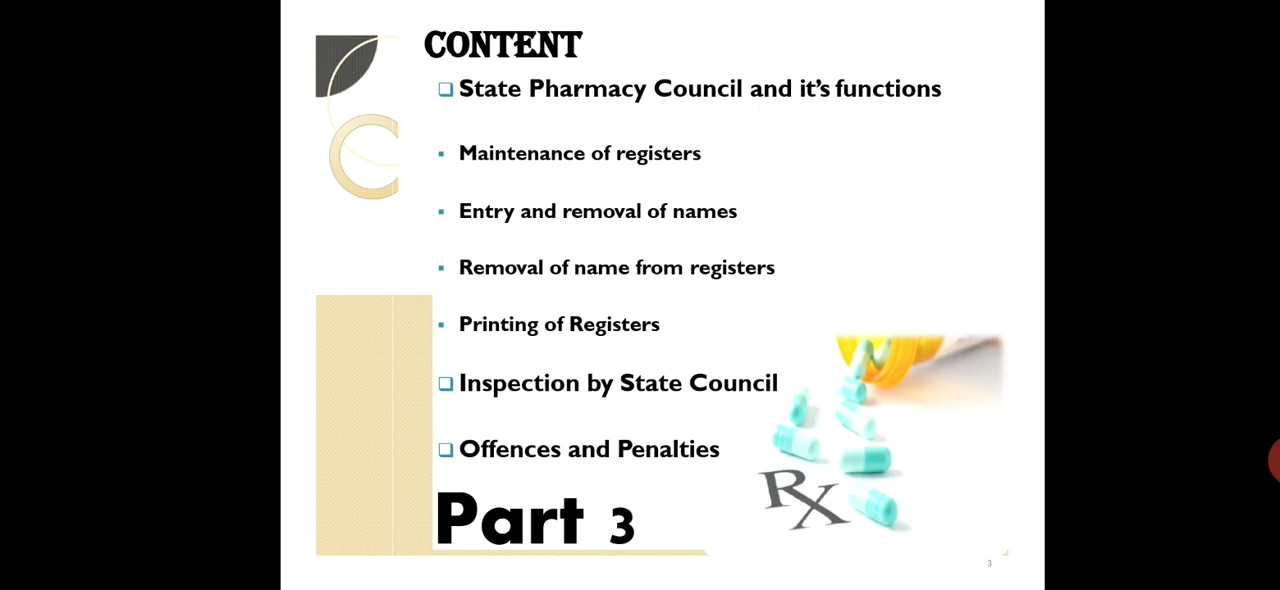 CONTENT
❑ State Pharmacy Council and it's functions
▪ Maintenance of registers
▪ Entry and removal of names
▪ Removal of name from registers
▪ Printing of Registers
❑ Inspection by State Council
❑ Offences and Penalties
Part 3
RX
3